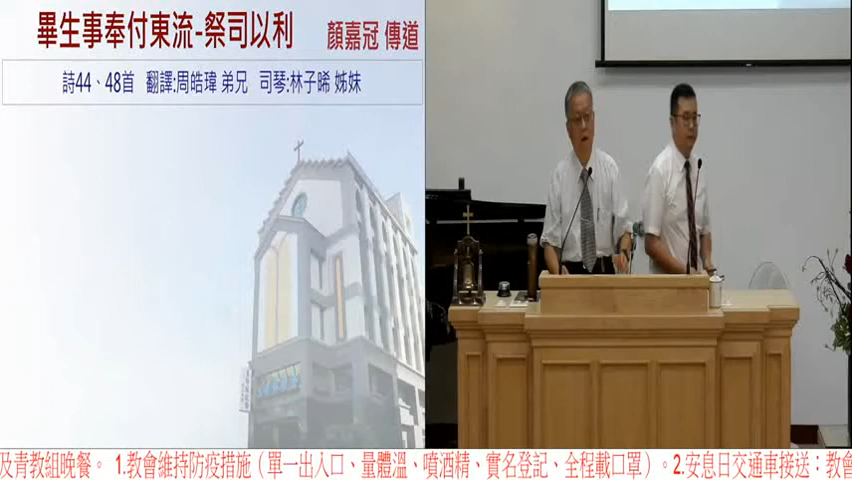 畢生事奉付東流-祭司以利 顏嘉冠 傳道
詩44、48首 翻譯:周皓瑋 弟兄 司琴:林子晞 姊妹
及青教組晚餐。 1.教會維持防疫措施（單一出入口、量體溫、噴酒精、實名登記、全程戴口罩）。2.安息日交通車接送：教會